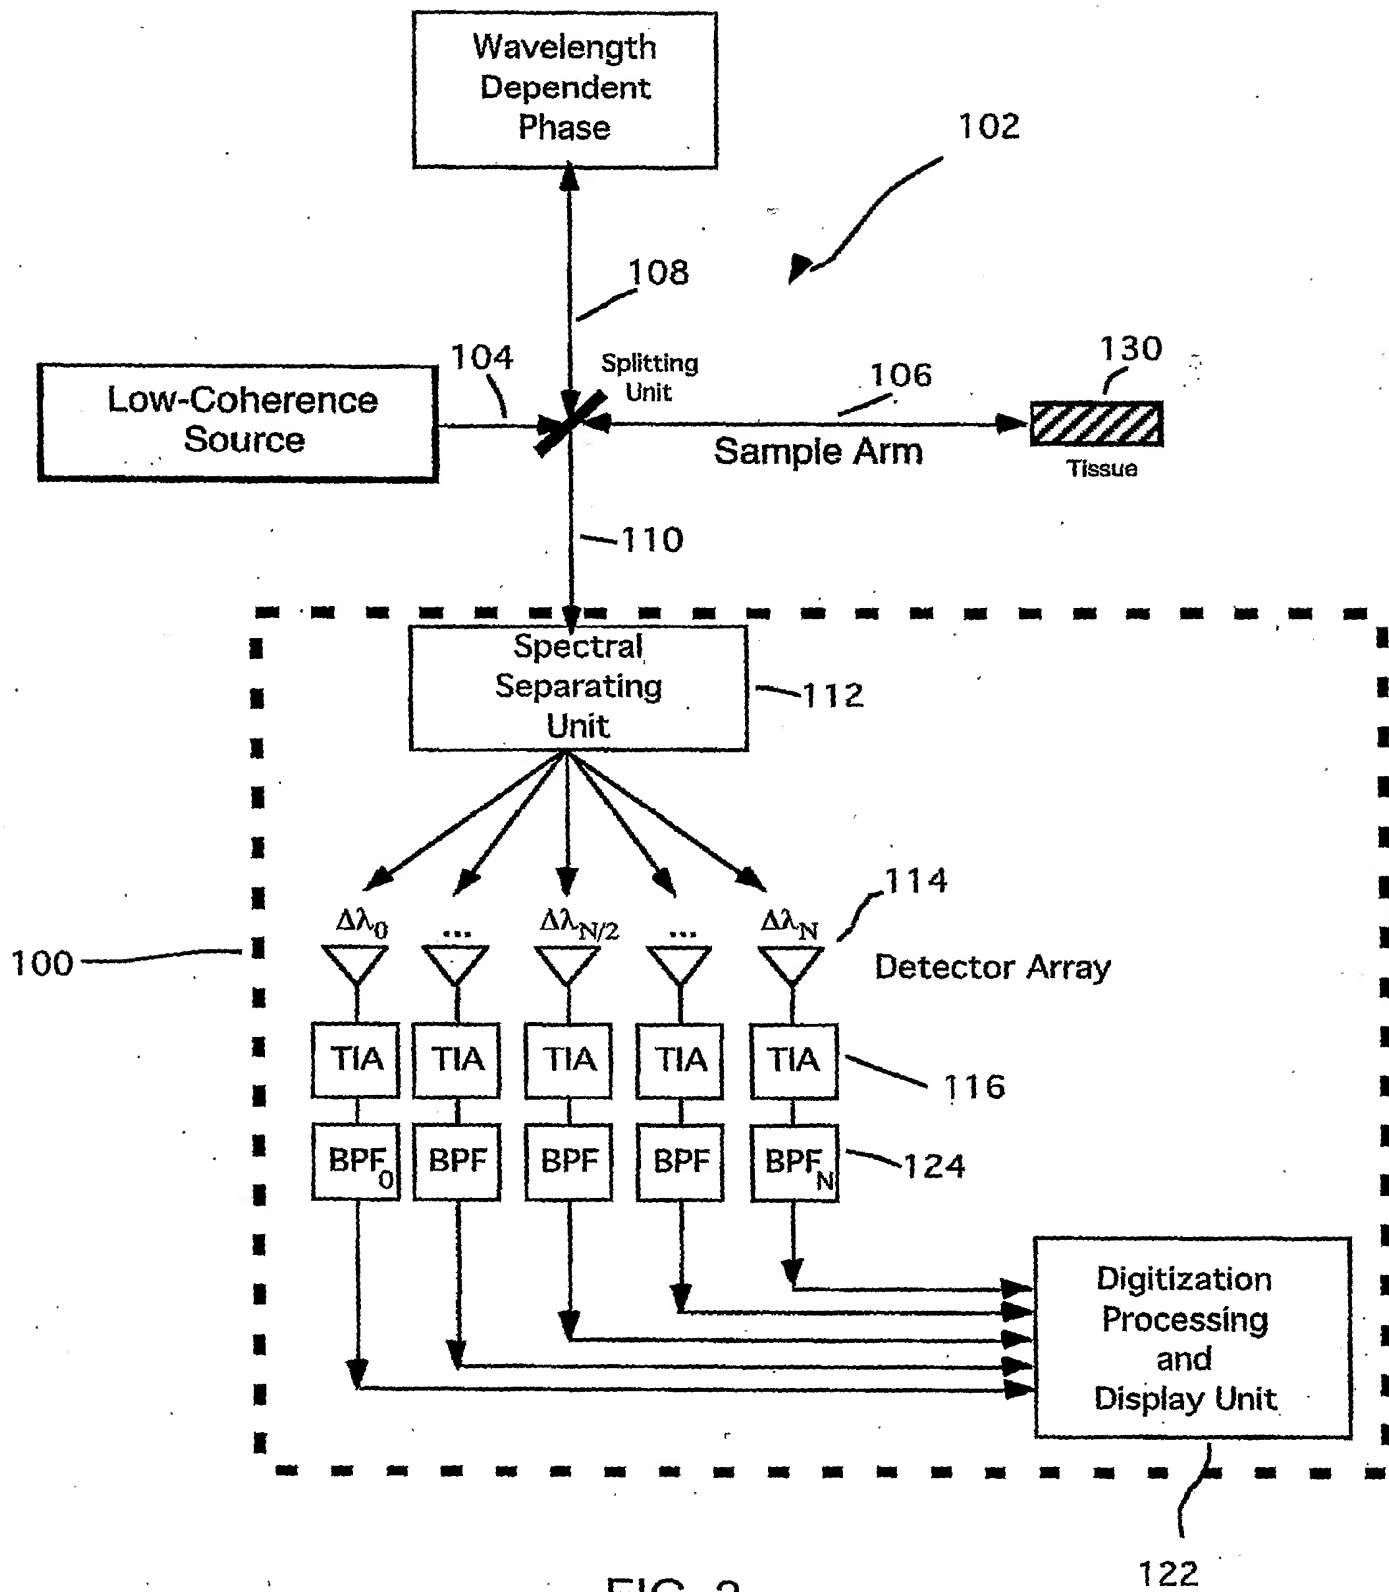 Wavelength
Dependent
Phase
102
108
104
Splitting
Unit
106
130
Low-Coherence
Source
Sample Arm
Tissue
110
Spectral
Separating
Unit
112
114
Δλ0 ... ΔλN/2 ... ΔλN
100
Detector Array
TIA TIA TIA TIA TIA
116
BPF0 BPF BPF BPF BPFN
124
Digitization
Processing
and
Display Unit
122